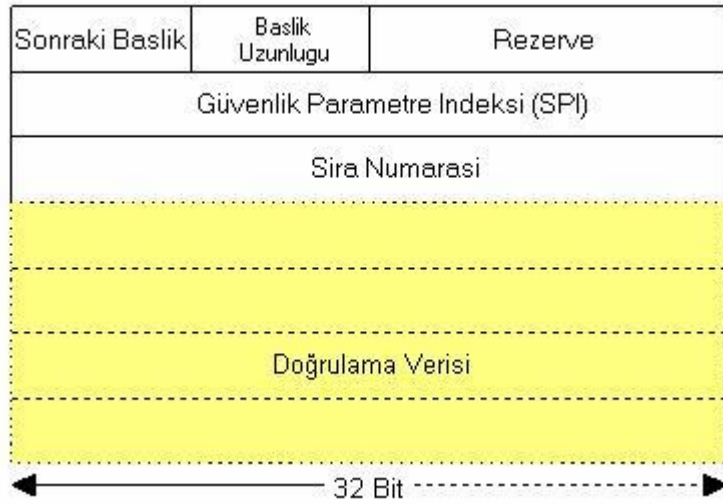 Sonraki Baslik
Baslik
Uzunlugu
Rezerve
Güvenlik Parametre Indeksi (SPI)
Sira Numarasi
Doğrulama Verisi
32 Bit